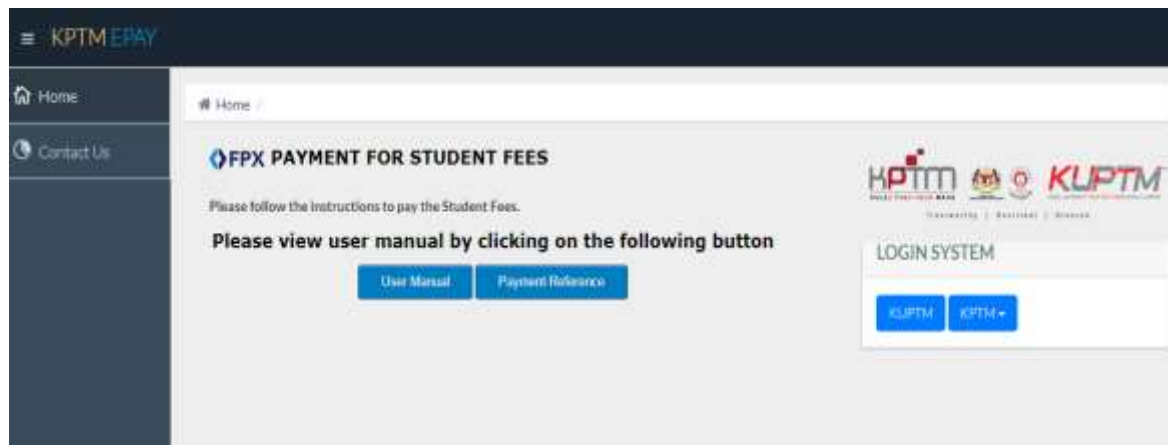 ≡ KPTM EPAY
Home
Contact Us
Home /
FPX PAYMENT FOR STUDENT FEES
Please follow the Instructions to pay the Student Fees.
Please view user manual by clicking on the following button
User Manual
Payment Reference
KPTM
KUPTM
LOGIN SYSTEM
KUPTM
KPTM